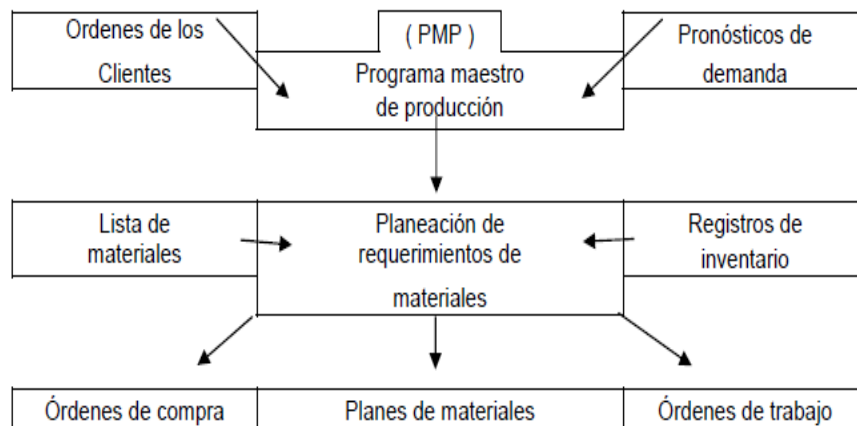 Ordenes de los
Clientes
( PMP )
Programa maestro
de producción
Pronósticos de
demanda
Lista de
materiales
Planeación de
requerimientos de
materiales
Registros de
inventario
Órdenes de compra
Planes de materiales
Órdenes de trabajo